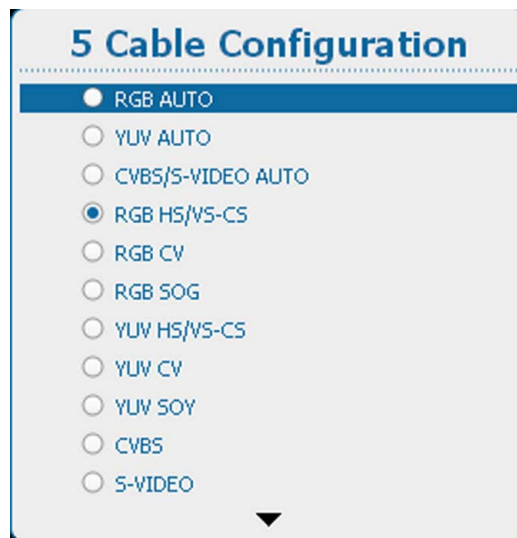 5 Cable Configuration
RGB AUTO
YUV AUTO
CVBS/S-VIDEO AUTO
RGB HS/VS-CS
RGB CV
RGB SOG
YUV HS/VS-CS
YUV CV
YUV SOY
CVBS
S-VIDEO